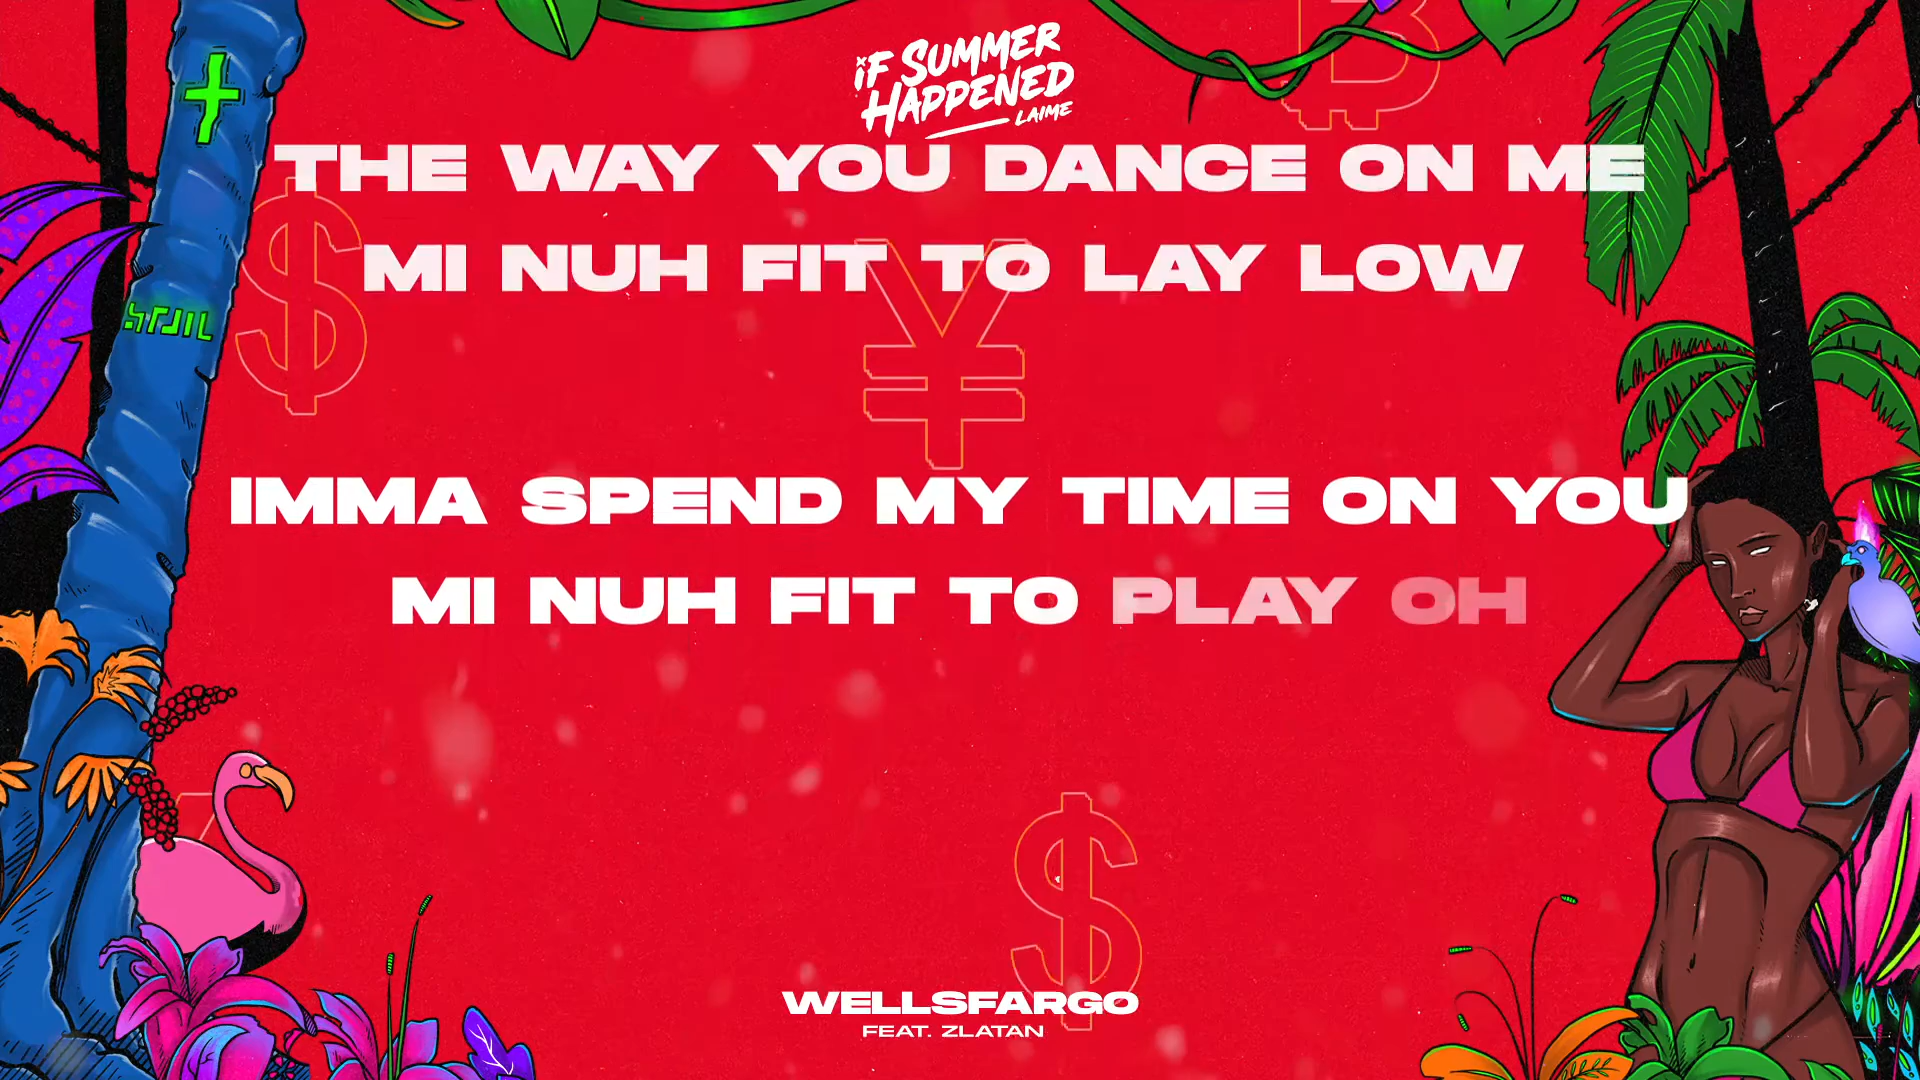 iF SUMMER
HAPPENED
LAIME
THE WAY YOU DANCE ON ME
MI NUH FIT TO LAY LOW
IMMA SPEND MY TIME ON YOU
MI NUH FIT TO PLAY OH
WELLSFARGO
FEAT. ZLATAN